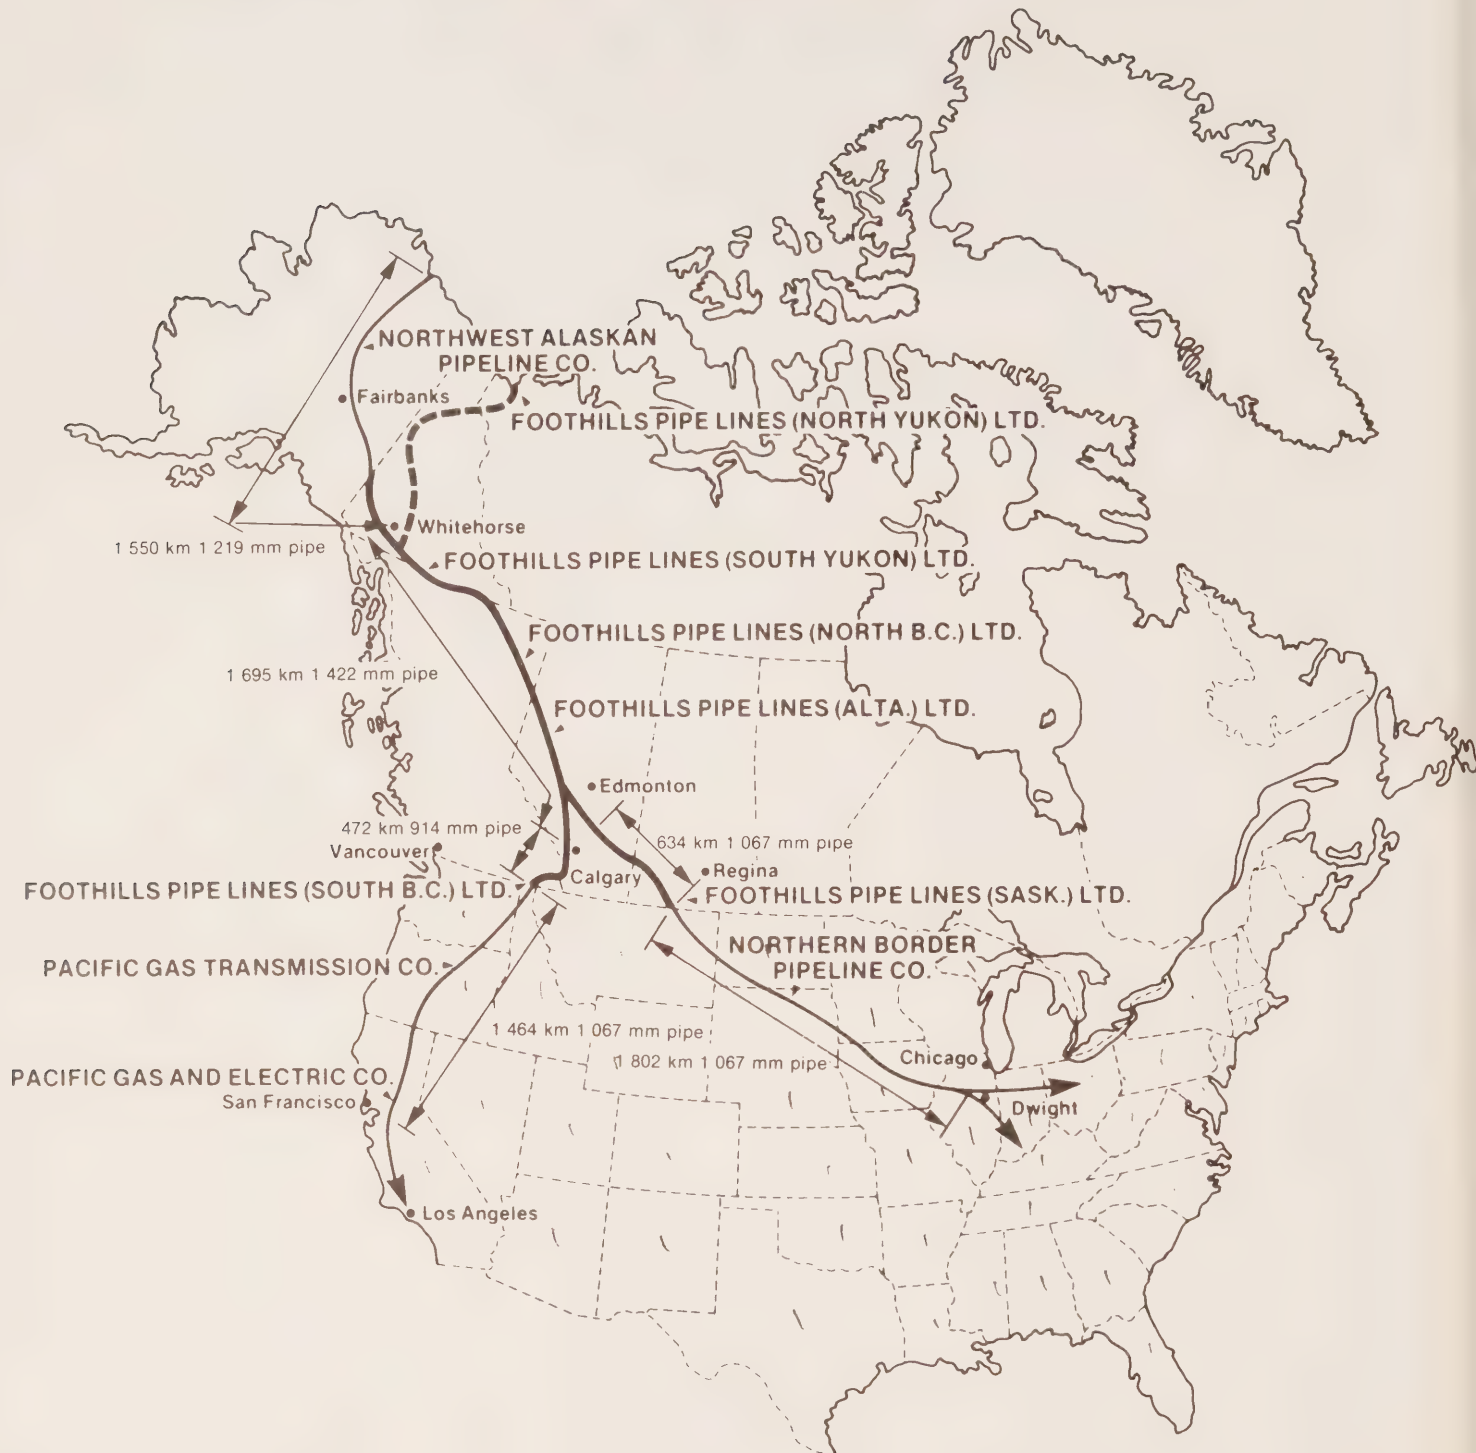 NORTHWEST ALASKAN
PIPELINE CO.
Fairbanks
FOOTHILLS PIPE LINES (NORTH YUKON) LTD.
Whitehorse
1 550 km 1 219 mm pipe
FOOTHILLS PIPE LINES (SOUTH YUKON) LTD.
FOOTHILLS PIPE LINES (NORTH B.C.) LTD.
1 695 km 1 422 mm pipe
FOOTHILLS PIPE LINES (ALTA.) LTD.
Edmonton
472 km 914 mm pipe
634 km 1 067 mm pipe
Vancouver
Calgary
Regina
FOOTHILLS PIPE LINES (SOUTH B.C.) LTD.
FOOTHILLS PIPE LINES (SASK.) LTD.
NORTHERN BORDER
PIPELINE CO.
PACIFIC GAS TRANSMISSION CO.
1 464 km 1 067 mm pipe
1 802 km 1 067 mm pipe
Chicago
PACIFIC GAS AND ELECTRIC CO.
San Francisco
Dwight
Los Angeles